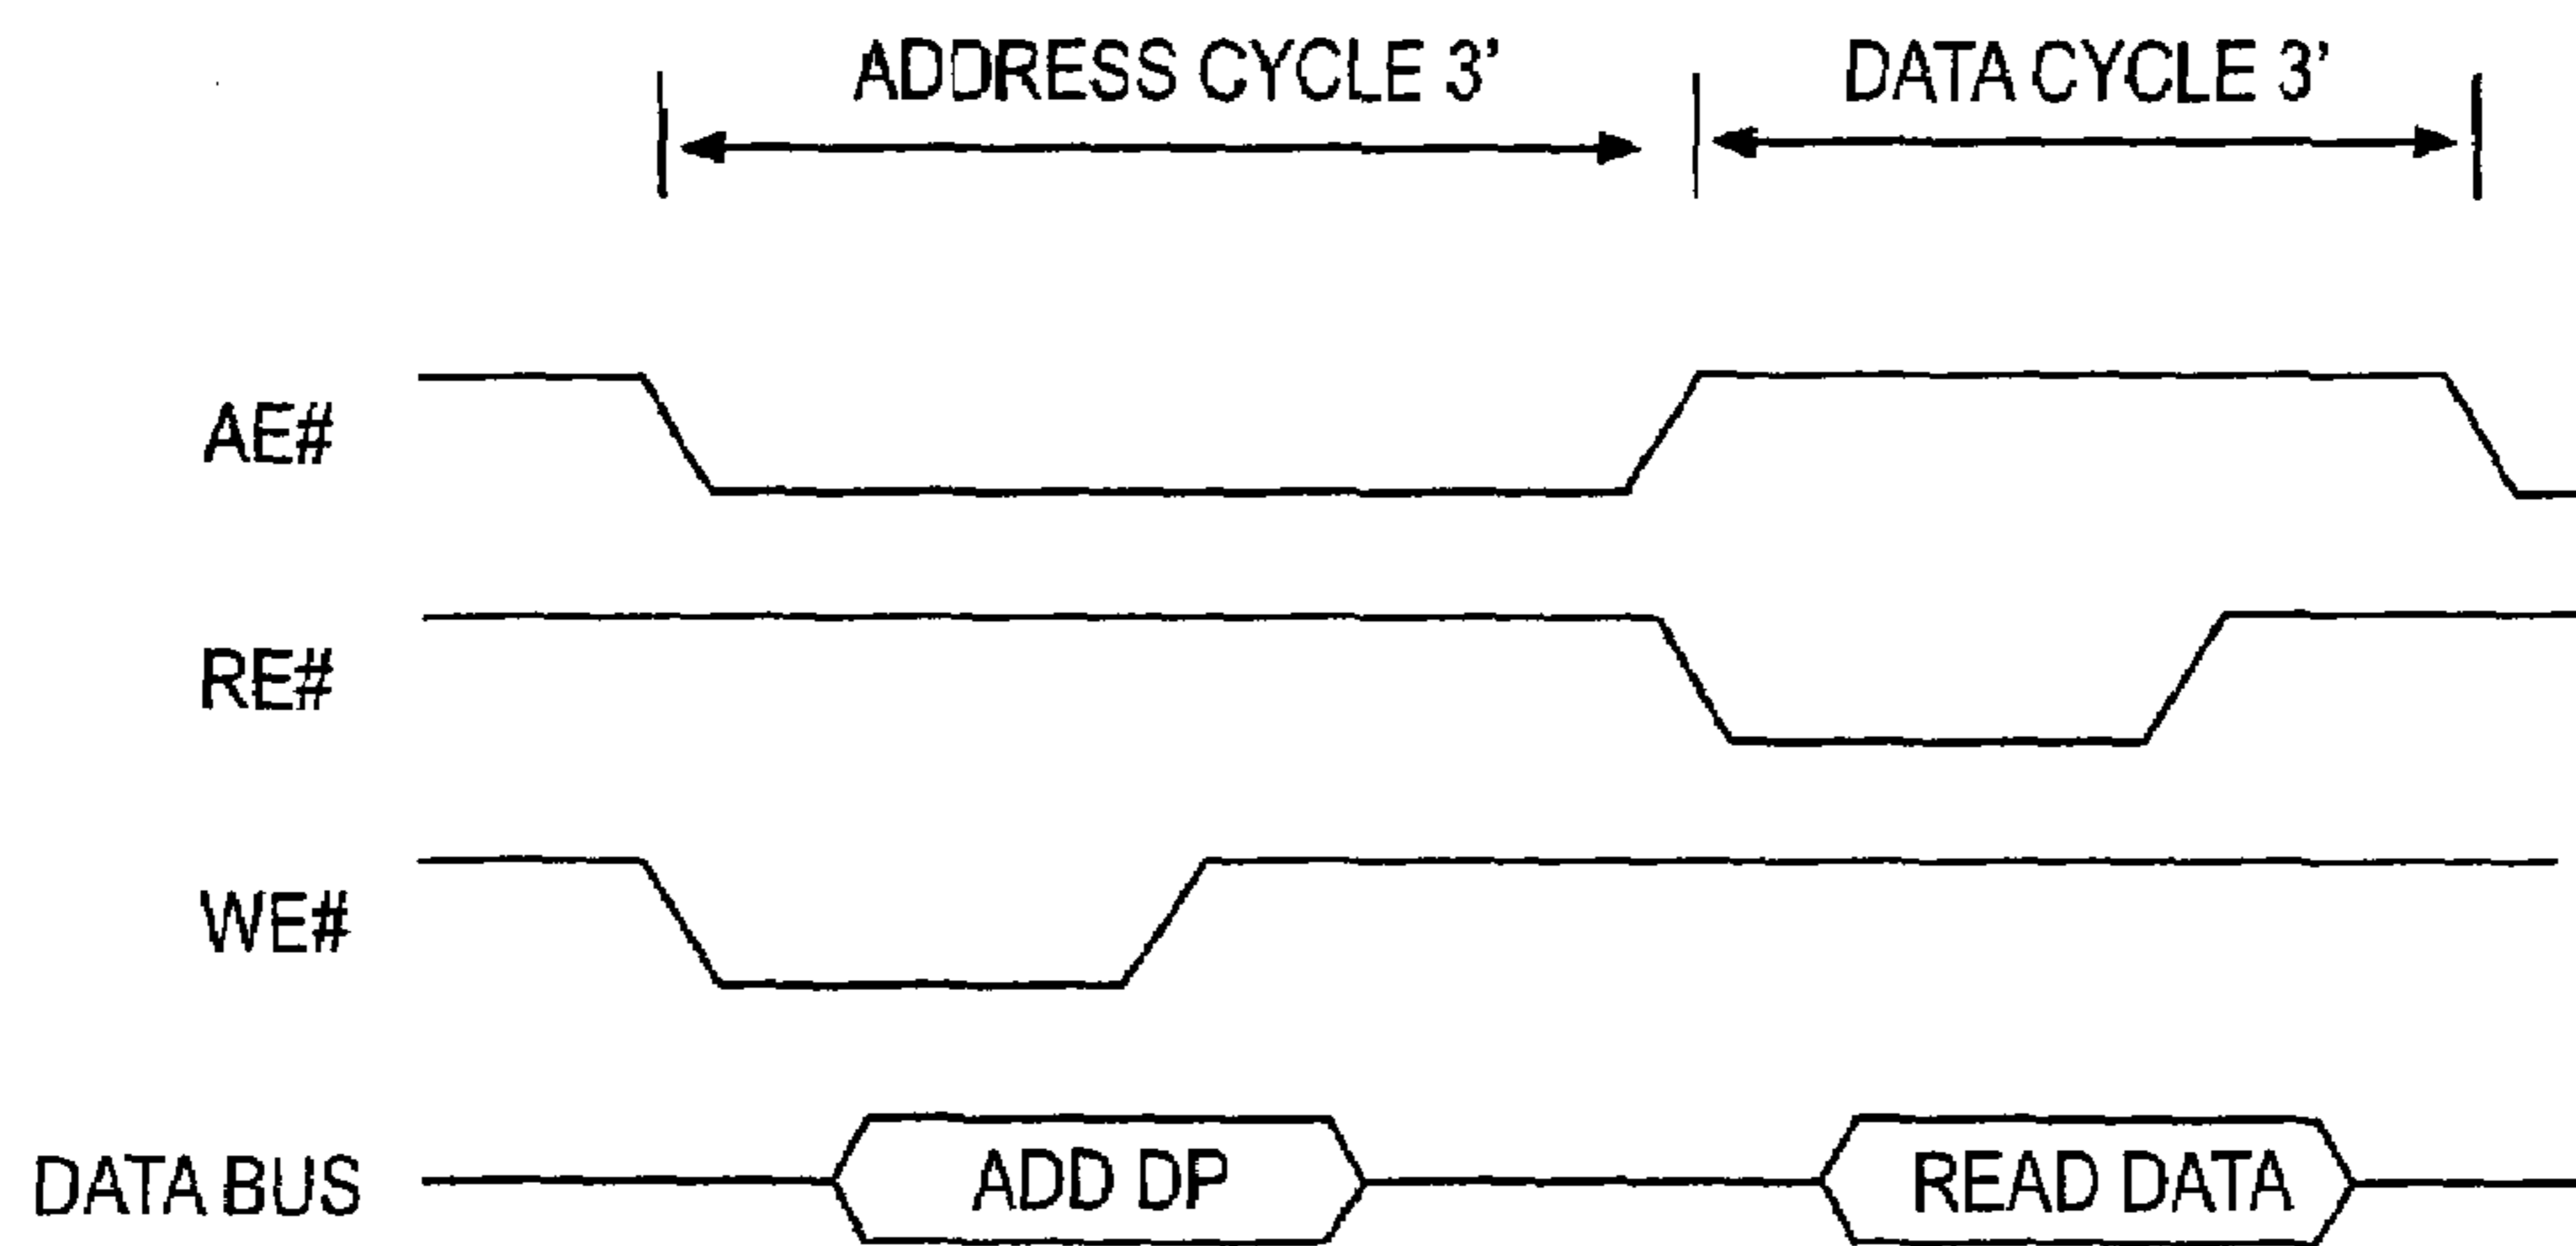 ADDRESS CYCLE 3' DATA CYCLE 3'
AE#
RE#
WE#
DATA BUS ADD DP READ DATA